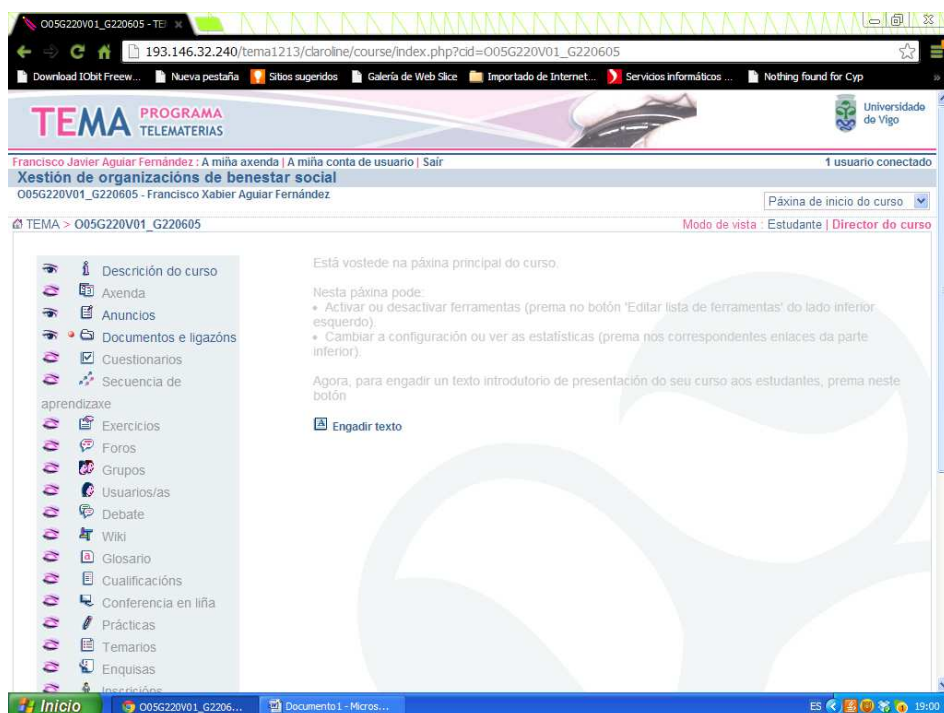 O05G220V01_G220605 - TE
193.146.32.240/tema1213/claroline/course/index.php?cid=O05G220V01_G220605
Download IObit Freew... Nueva pestaña Sitios sugeridos Galería de Web Slice Importado de Internet... Servicios informáticos ... Nothing found for Cyp »
TEMA PROGRAMA TELEMATERIAS
Universidade de Vigo
Francisco Javier Aguiar Fernández : A miña axenda | A miña conta de usuario | Saír 1 usuario conectado
Xestión de organizacións de benestar social
O05G220V01_G220605 - Francisco Xabier Aguiar Fernández
Páxina de inicio do curso
TEMA > O05G220V01_G220605 Modo de vista : Estudante | Director do curso
Descrición do curso
Axenda
Anuncios
Documentos e ligazóns
Cuestionarios
Secuencia de
aprendizaxe
Exercicios
Foros
Grupos
Usuarios/as
Debate
Wiki
Glosario
Cualificacións
Conferencia en liña
Prácticas
Temarios
Enquisas
Inscricións
Está vostede na páxina principal do curso.
Nesta páxina pode:
• Activar ou desactivar ferramentas (prema no botón 'Editar lista de ferramentas' do lado inferior
esquerdo).
• Cambiar a configuración ou ver as estatísticas (prema nos correspondentes enlaces da parte
inferior).
Agora, para engadir un texto introdutorio de presentación do seu curso aos estudantes, prema neste
botón
Engadir texto
Inicio O05G220V01_G2206... Documento1 - Micros... ES 19:00